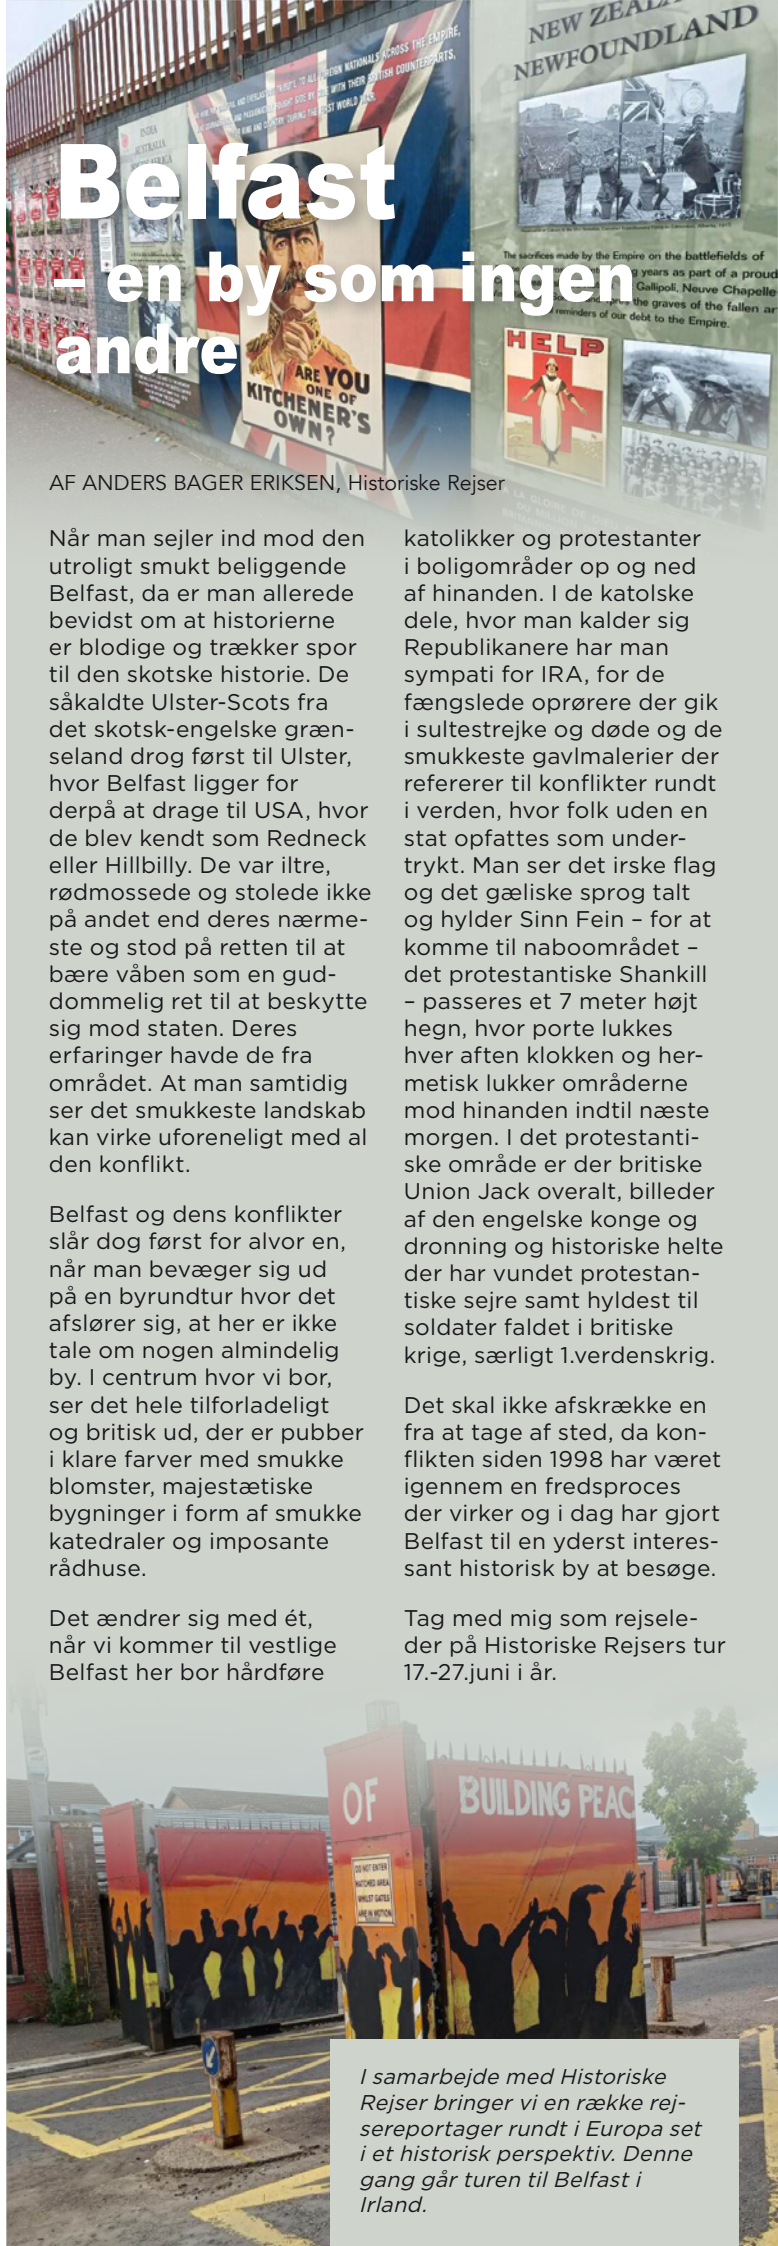 NEW ZEAL
NEWFOUNDLAND
INDIA
AUSTRALIA
Belfast
– en by som ingen
andre
The sacrifices made by the Empire on the battlefields of
years as part of a proud
Gallipoli, Neuve Chapelle
the graves of the fallen ar
reminders of our debt to the Empire.
HELP
ARE YOU
ONE OF
KITCHENER'S
OWN?
AF ANDERS BAGER ERIKSEN, Historiske Rejser
Når man sejler ind mod den
utroligt smukt beliggende
Belfast, da er man allerede
bevidst om at historierne
er blodige og trækker spor
til den skotske historie. De
såkaldte Ulster-Scots fra
det skotsk-engelske græn-
seland drog først til Ulster,
hvor Belfast ligger for
derpå at drage til USA, hvor
de blev kendt som Redneck
eller Hillbilly. De var iltre,
rødmossede og stolede ikke
på andet end deres nærme-
ste og stod på retten til at
bære våben som en gud-
dommelig ret til at beskytte
sig mod staten. Deres
erfaringer havde de fra
området. At man samtidig
ser det smukkeste landskab
kan virke uforeneligt med al
den konflikt.
Belfast og dens konflikter
slår dog først for alvor en,
når man bevæger sig ud
på en byrundtur hvor det
afslører sig, at her er ikke
tale om nogen almindelig
by. I centrum hvor vi bor,
ser det hele tilforladeligt
og britisk ud, der er pubber
i klare farver med smukke
blomster, majestætiske
bygninger i form af smukke
katedraler og imposante
rådhuse.
Det ændrer sig med ét,
når vi kommer til vestlige
Belfast her bor hårdføre
katolikker og protestanter
i boligområder op og ned
af hinanden. I de katolske
dele, hvor man kalder sig
Republikanere har man
sympati for IRA, for de
fængslede oprørere der gik
i sultestrejke og døde og de
smukkeste gavlmalerier der
refererer til konflikter rundt
i verden, hvor folk uden en
stat opfattes som under-
trykt. Man ser det irske flag
og det gæliske sprog talt
og hylder Sinn Fein – for at
komme til naboområdet –
det protestantiske Shankill
– passeres et 7 meter højt
hegn, hvor porte lukkes
hver aften klokken og her-
metisk lukker områderne
mod hinanden indtil næste
morgen. I det protestanti-
ske område er der britiske
Union Jack overalt, billeder
af den engelske konge og
dronning og historiske helte
der har vundet protestan-
tiske sejre samt hyldest til
soldater faldet i britiske
krige, særligt 1.verdenskrig.
Det skal ikke afskrække en
fra at tage af sted, da kon-
flikten siden 1998 har været
igennem en fredsproces
der virker og i dag har gjort
Belfast til en yderst interes-
sant historisk by at besøge.
Tag med mig som rejsele-
der på Historiske Rejsers tur
17.-27.juni i år.
OF
BUILDING PEAC
DO NOT ENTER
HATCHED AREA
WHILST GATES
ARE IN MOTION
I samarbejde med Historiske
Rejser bringer vi en række rej-
sereportager rundt i Europa set
i et historisk perspektiv. Denne
gang går turen til Belfast i
Irland.